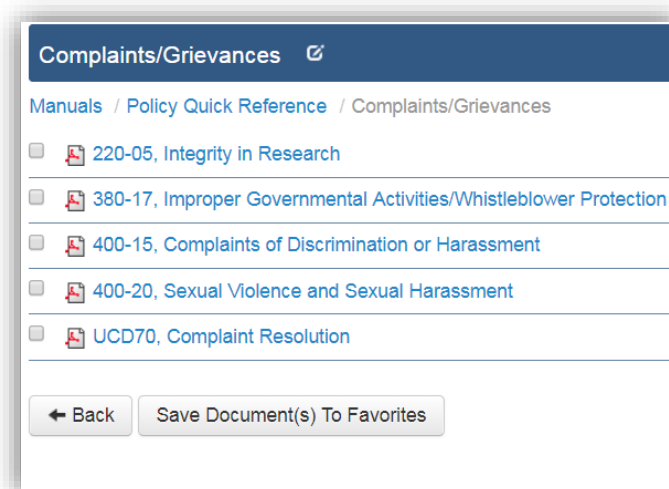 Complaints/Grievances
Manuals / Policy Quick Reference / Complaints/Grievances
220-05, Integrity in Research
380-17, Improper Governmental Activities/Whistleblower Protection
400-15, Complaints of Discrimination or Harassment
400-20, Sexual Violence and Sexual Harassment
UCD70, Complaint Resolution
Back Save Document(s) To Favorites